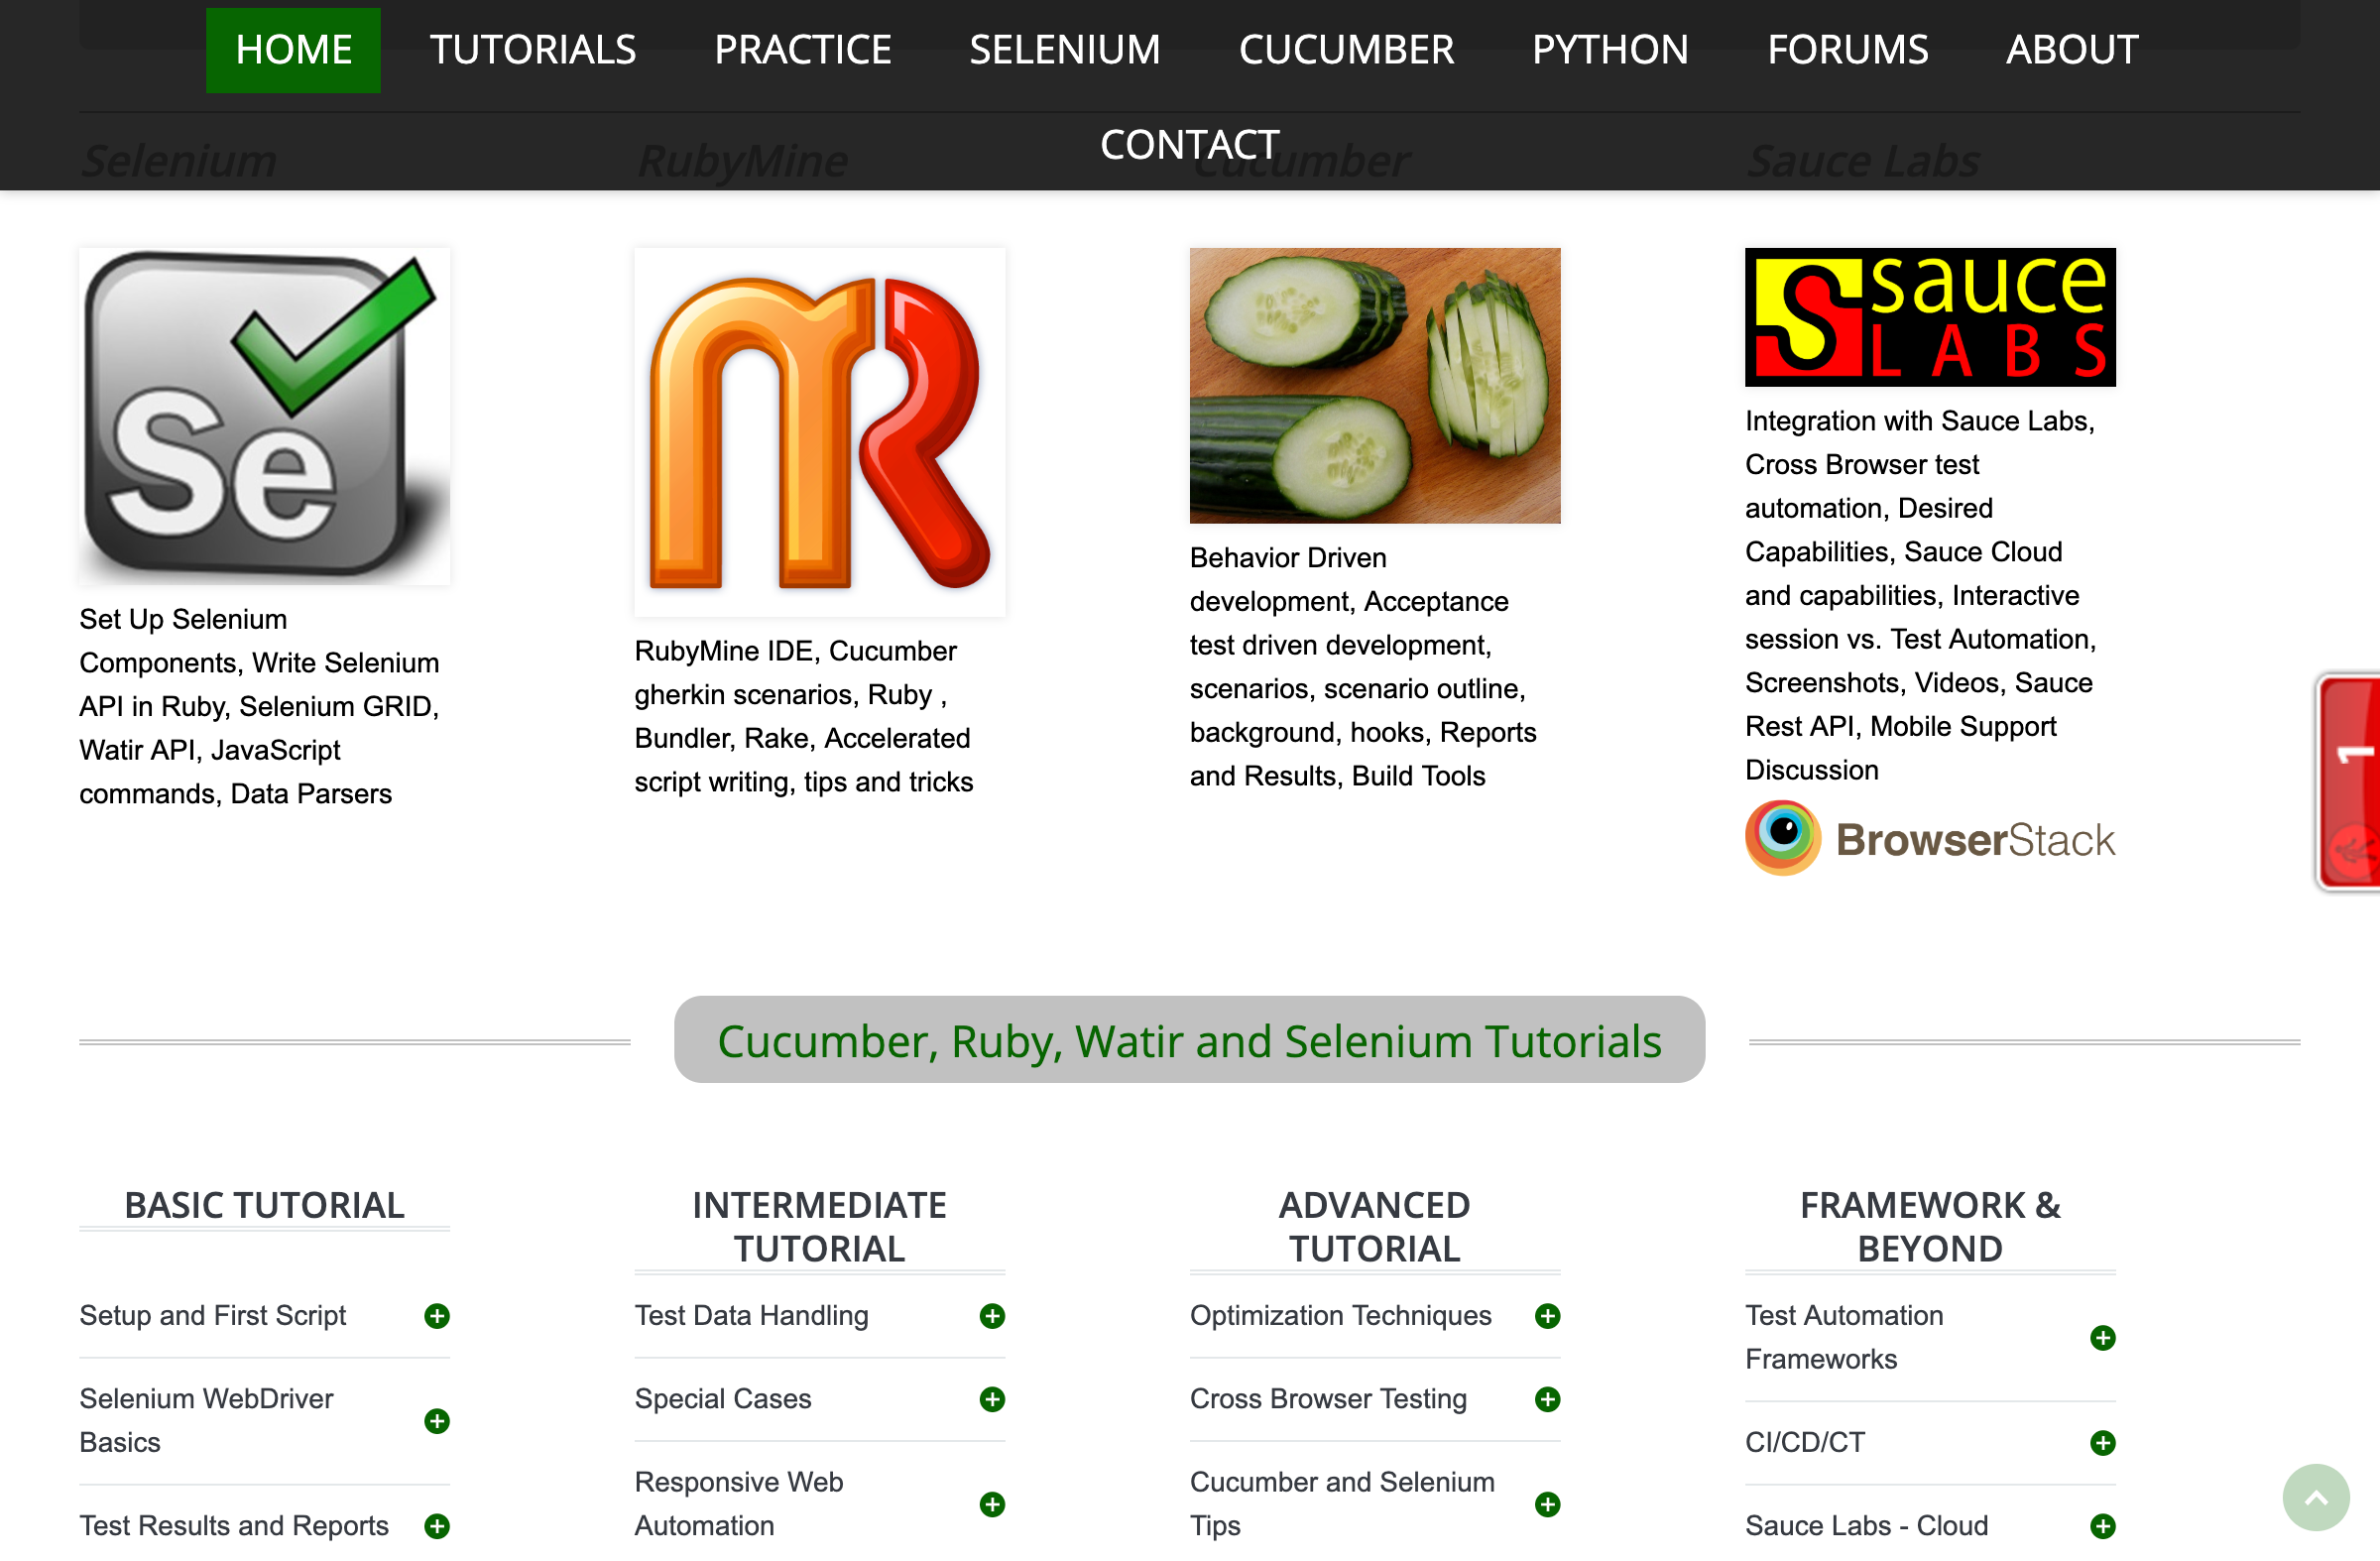 HOME TUTORIALS PRACTICE SELENIUM CUCUMBER PYTHON FORUMS ABOUT
CONTACT
Selenium
RubyMine
Cucumber
Sauce Labs
Se
Set Up Selenium
Components, Write Selenium
API in Ruby, Selenium GRID,
Watir API, JavaScript
commands, Data Parsers
RubyMine IDE, Cucumber
gherkin scenarios, Ruby ,
Bundler, Rake, Accelerated
script writing, tips and tricks
Behavior Driven
development, Acceptance
test driven development,
scenarios, scenario outline,
background, hooks, Reports
and Results, Build Tools
sauce
LABS
Integration with Sauce Labs,
Cross Browser test
automation, Desired
Capabilities, Sauce Cloud
and capabilities, Interactive
session vs. Test Automation,
Screenshots, Videos, Sauce
Rest API, Mobile Support
Discussion
BrowserStack
1
Cucumber, Ruby, Watir and Selenium Tutorials
BASIC TUTORIAL
Setup and First Script
Selenium WebDriver
Basics
Test Results and Reports
INTERMEDIATE
TUTORIAL
Test Data Handling
Special Cases
Responsive Web
Automation
ADVANCED
TUTORIAL
Optimization Techniques
Cross Browser Testing
Cucumber and Selenium
Tips
FRAMEWORK &
BEYOND
Test Automation
Frameworks
CI/CD/CT
Sauce Labs - Cloud